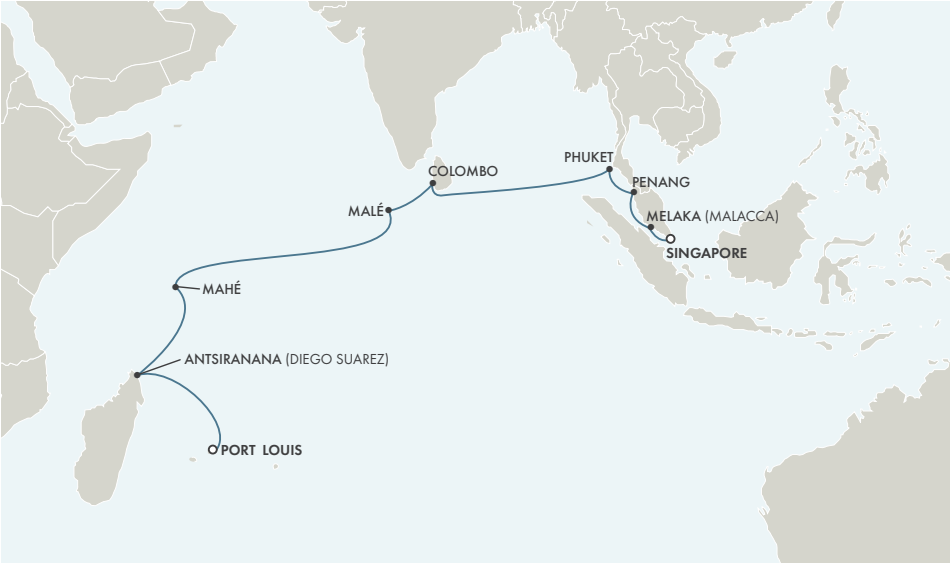 PHUKET
COLOMBO
PENANG
MALÉ
MELAKA (MALACCA)
SINGAPORE
MAHÉ
ANTSIRANANA (DIEGO SUAREZ)
PORT LOUIS